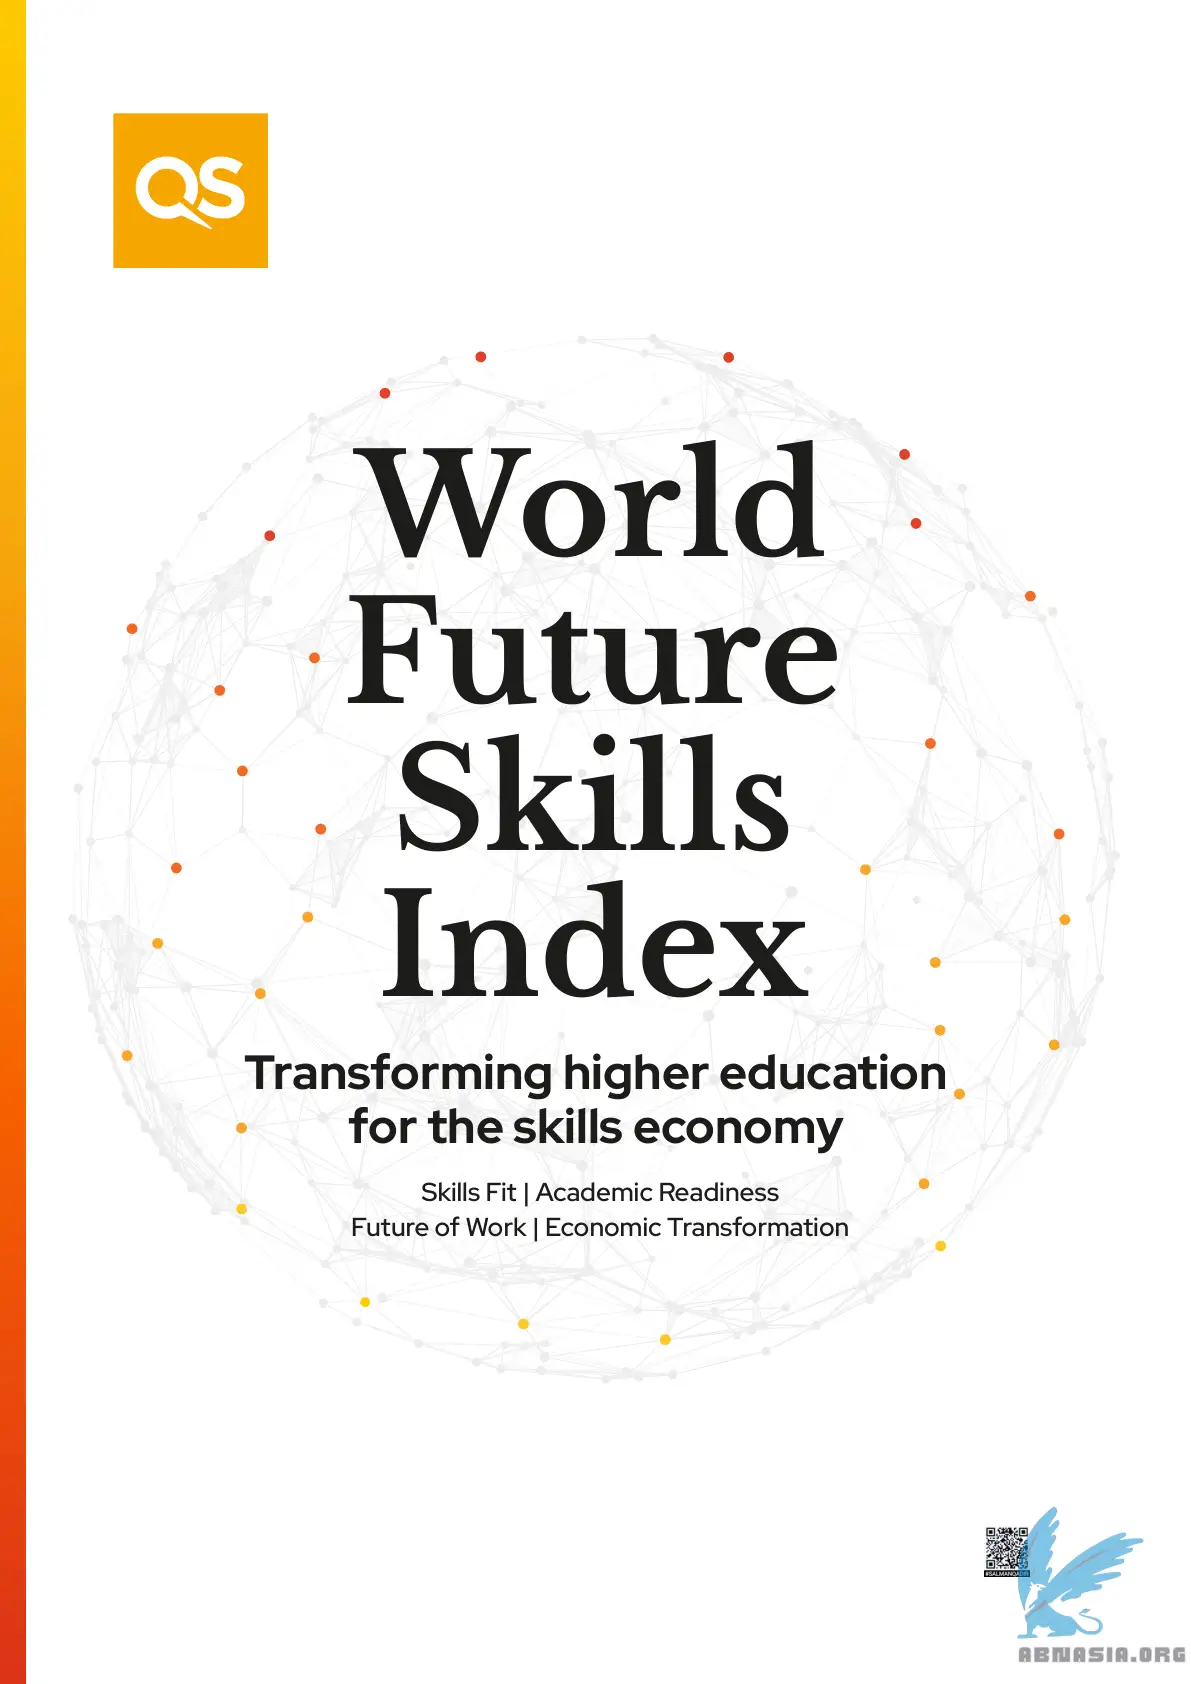 QS
World
Future
Skills
Index
Transforming higher education
for the skills economy
Skills Fit | Academic Readiness
Future of Work | Economic Transformation
#SALMANQADIR
ABNASIA.ORG